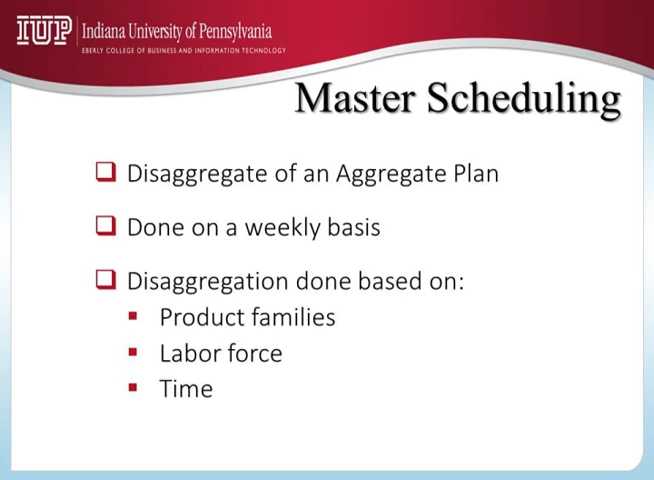 IUP
Indiana University of Pennsylvania
EBERLY COLLEGE OF BUSINESS AND INFORMATION TECHNOLOGY
Master Scheduling
Disaggregate of an Aggregate Plan
Done on a weekly basis
Disaggregation done based on:
Product families
Labor force
Time